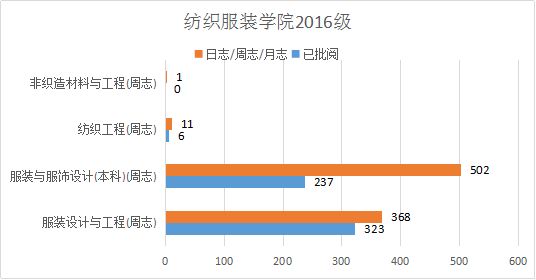 纺织服装学院2016级
日志/周志/月志 已批阅
非织造材料与工程(周志) 1
0
纺织工程(周志) 11
6
服装与服饰设计(本科)(周志) 502
237
服装设计与工程(周志) 368
323
0 100 200 300 400 500 600